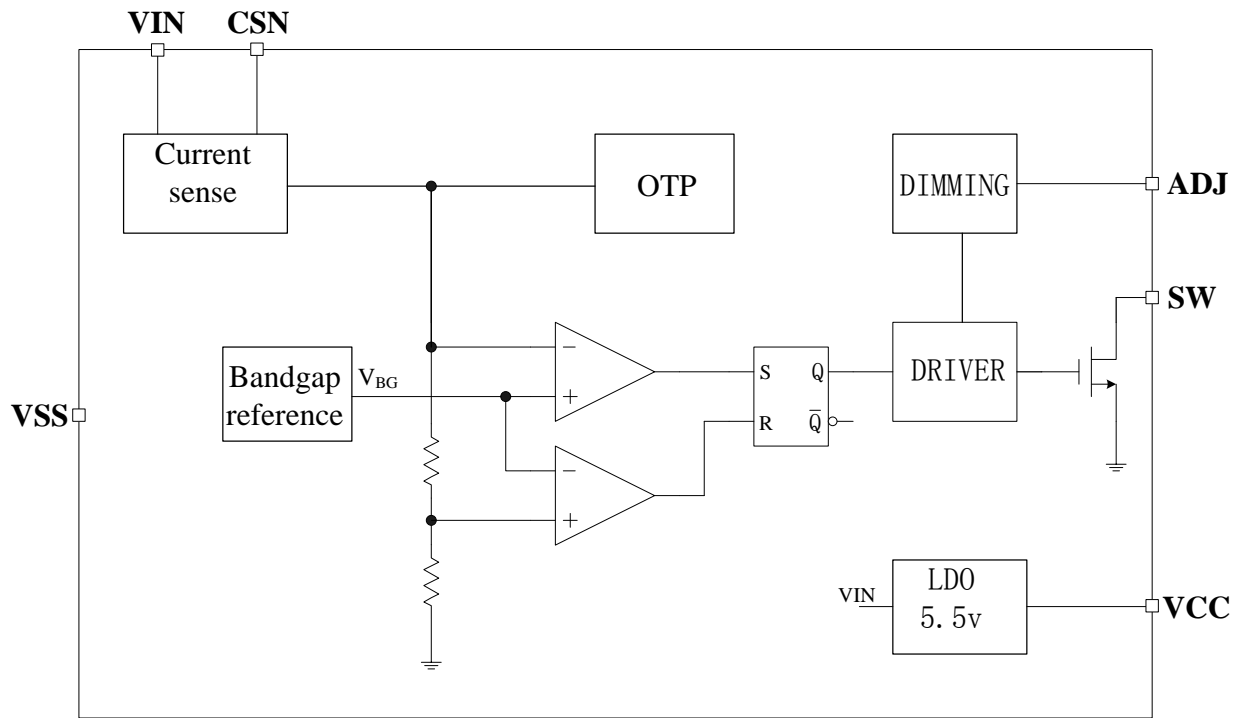 VIN
CSN
Current
sense
OTP
DIMMING
ADJ
SW
Bandgap
reference
VBG
−
+
S
Q
R
Q̅
DRIVER
VSS
−
+
VIN
LDO
5.5v
VCC